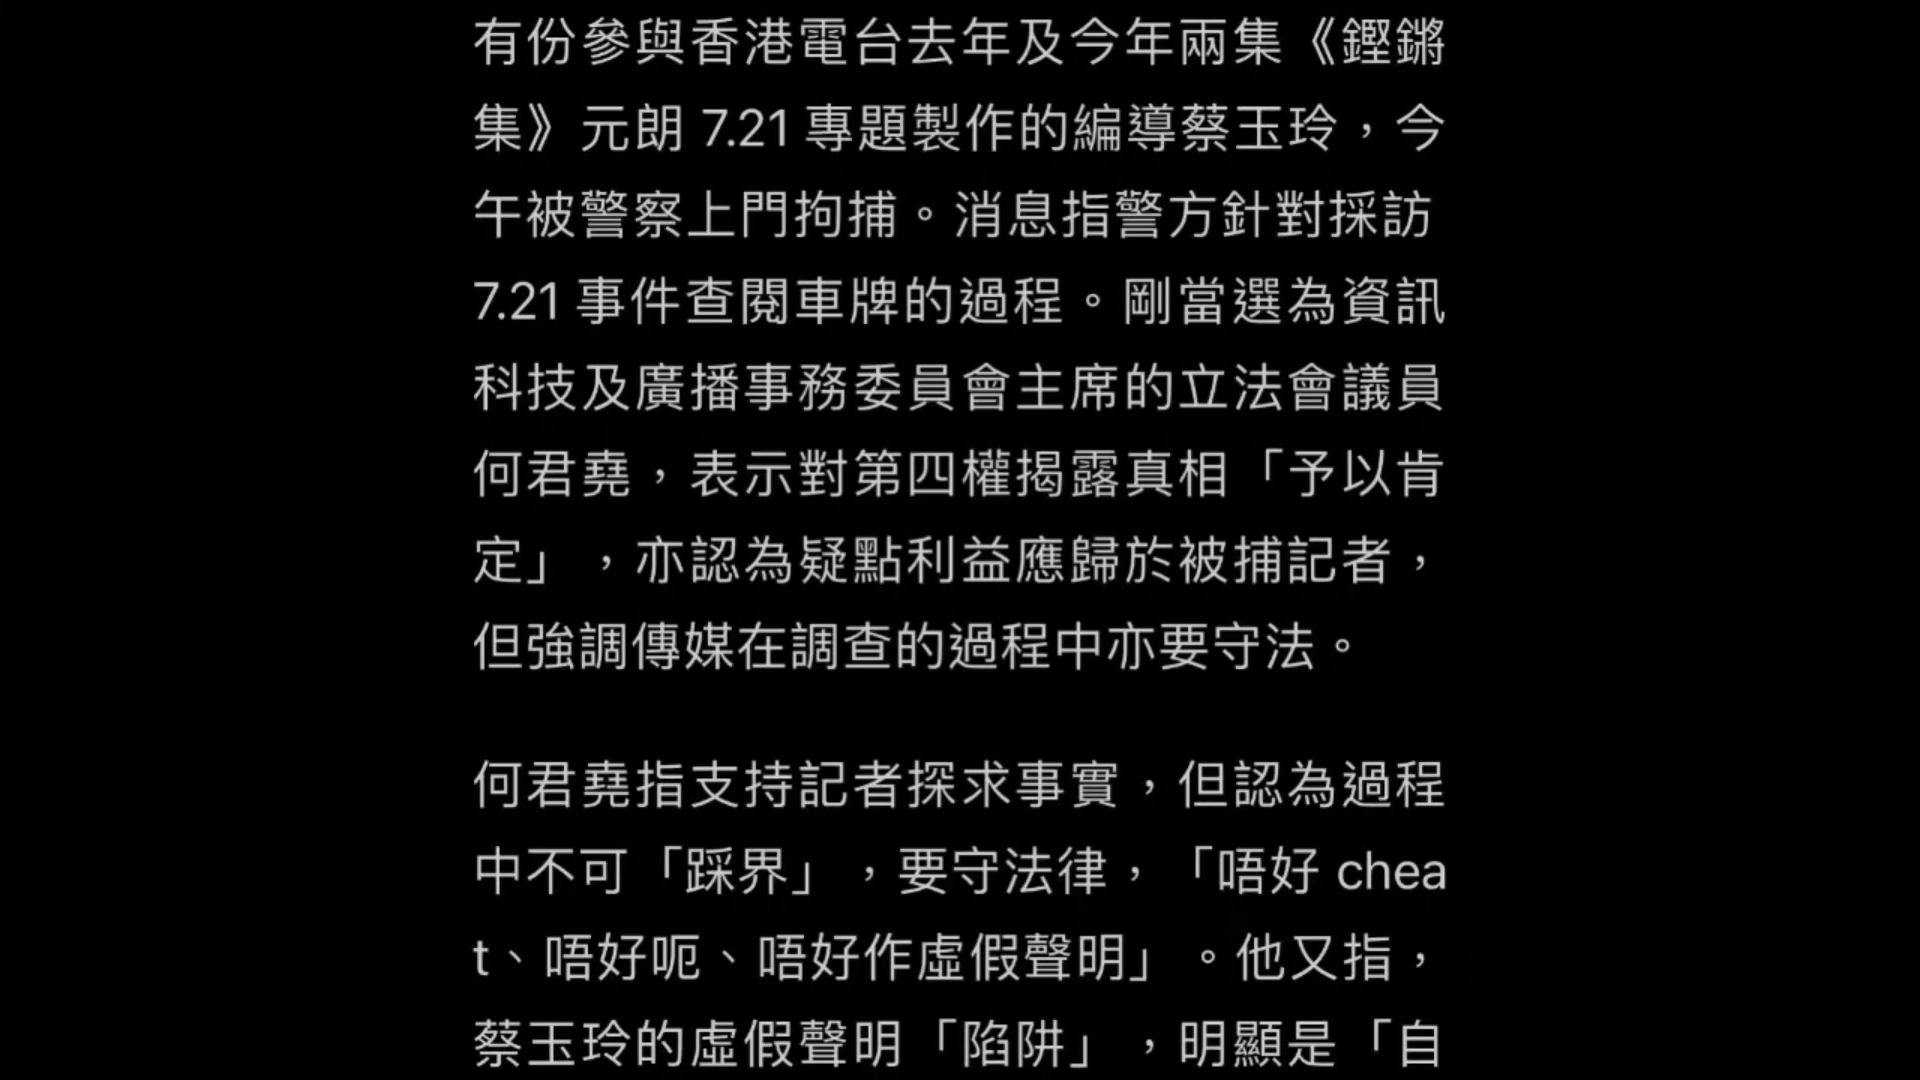 有份參與香港電台去年及今年兩集《鏗鏘
集》元朗 7.21 專題製作的編導蔡玉玲，今
午被警察上門拘捕。消息指警方針對採訪
7.21 事件查閱車牌的過程。剛當選為資訊
科技及廣播事務委員會主席的立法會議員
何君堯，表示對第四權揭露真相「予以肯
定」，亦認為疑點利益應歸於被捕記者，
但強調傳媒在調查的過程中亦要守法。
何君堯指支持記者探求事實，但認為過程
中不可「踩界」，要守法律，「唔好 chea
t、唔好呃、唔好作虛假聲明」。他又指，
蔡玉玲的虛假聲明「陷阱」，明顯是「自